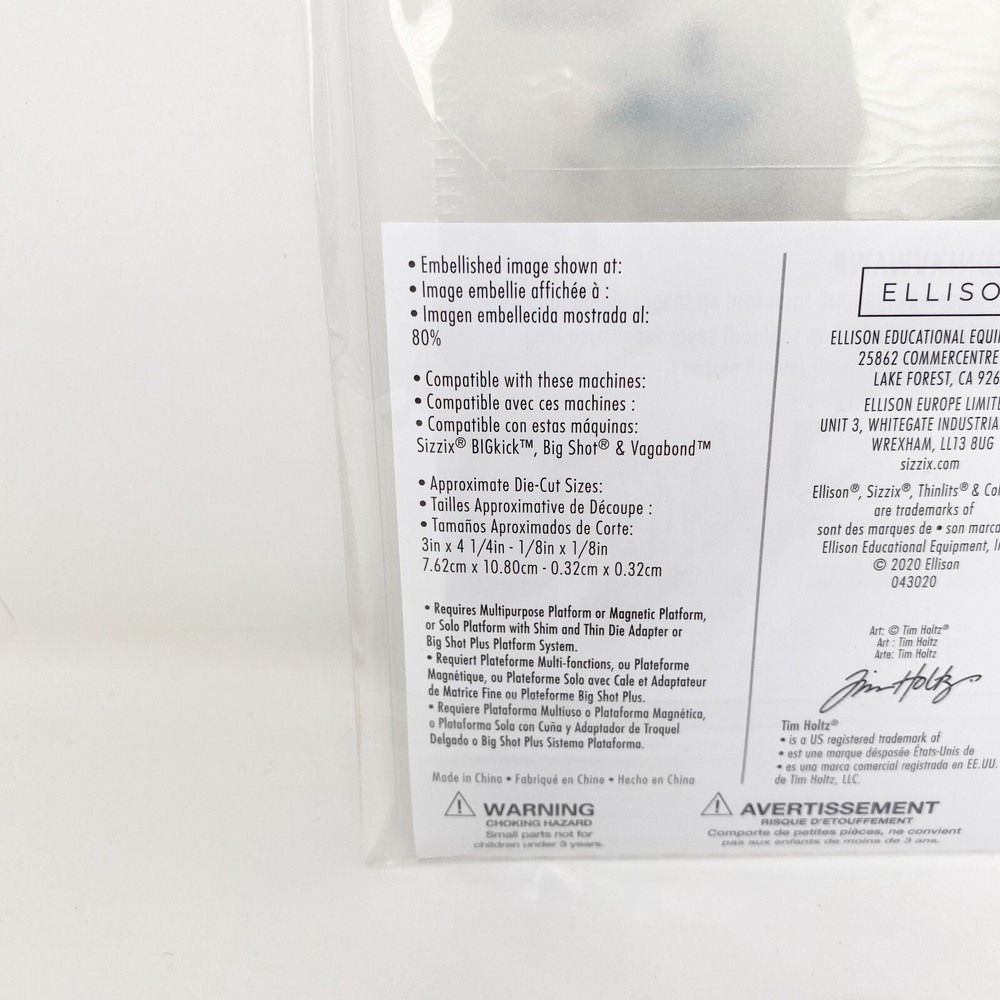 • Embellished image shown at:
• Image embellie affichée à :
• Imagen embellecida mostrada al:
80%
• Compatible with these machines:
• Compatible avec ces machines :
• Compatible con estas máquinas:
Sizzix® BIGkick™, Big Shot® & Vagabond™
• Approximate Die-Cut Sizes:
• Tailles Approximative de Découpe :
• Tamaños Aproximados de Corte:
3in x 4 1/4in - 1/8in x 1/8in
7.62cm x 10.80cm - 0.32cm x 0.32cm
• Requires Multipurpose Platform or Magnetic Platform,
or Solo Platform with Shim and Thin Die Adapter or
Big Shot Plus Platform System.
• Requiert Plateforme Multi-fonctions, ou Plateforme
Magnétique, ou Plateforme Solo avec Cale et Adaptateur
de Matrice Fine ou Plateforme Big Shot Plus.
• Requiere Plataforma Multiuso o Plataforma Magnética,
o Plataforma Sola con Cuña y Adaptador de Troquel
Delgado o Big Shot Plus Sistema Plataforma.
Made in China • Fabriqué en Chine • Hecho en China
WARNING
CHOKING HAZARD
Small parts not for
children under 3 years.
ELLISO
ELLISON EDUCATIONAL EQUI
25862 COMMERCENTRE
LAKE FOREST, CA 926
ELLISON EUROPE LIMITE
UNIT 3, WHITEGATE INDUSTRIA
WREXHAM, LL13 8UG
sizzix.com
Ellison®, Sizzix®, Thinlits® & Col
are trademarks of
sont des marques de • son marca
Ellison Educational Equipment, I
© 2020 Ellison
043020
Art: © Tim Holtz®
Art : Tim Holtz
Arte: Tim Holtz
Tim Holtz
Tim Holtz®
• is a US registered trademark of
• est une marque désposée États-Unis de
• es una marca comercial registrada en EE.UU.
de Tim Holtz, LLC.
AVERTISSEMENT
RISQUE D'ETOUFFEMENT
Comporte de petites pièces, ne convient
pas aux enfants de moins de 3 ans.